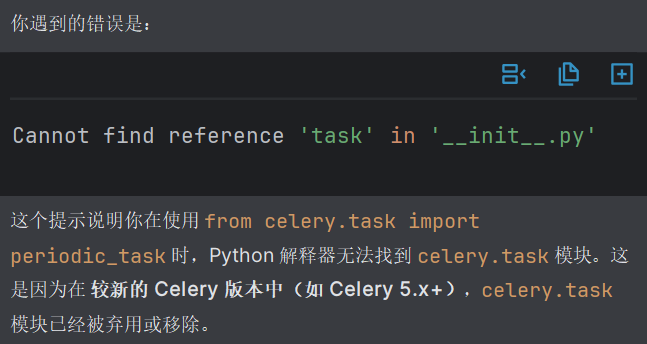 你遇到的错误是：
Cannot find reference 'task' in '__init__.py'
这个提示说明你在使用 from celery.task import
periodic_task 时，Python 解释器无法找到 celery.task 模块。这
是因为在 较新的 Celery 版本中（如 Celery 5.x+），celery.task
模块已经被弃用或移除。